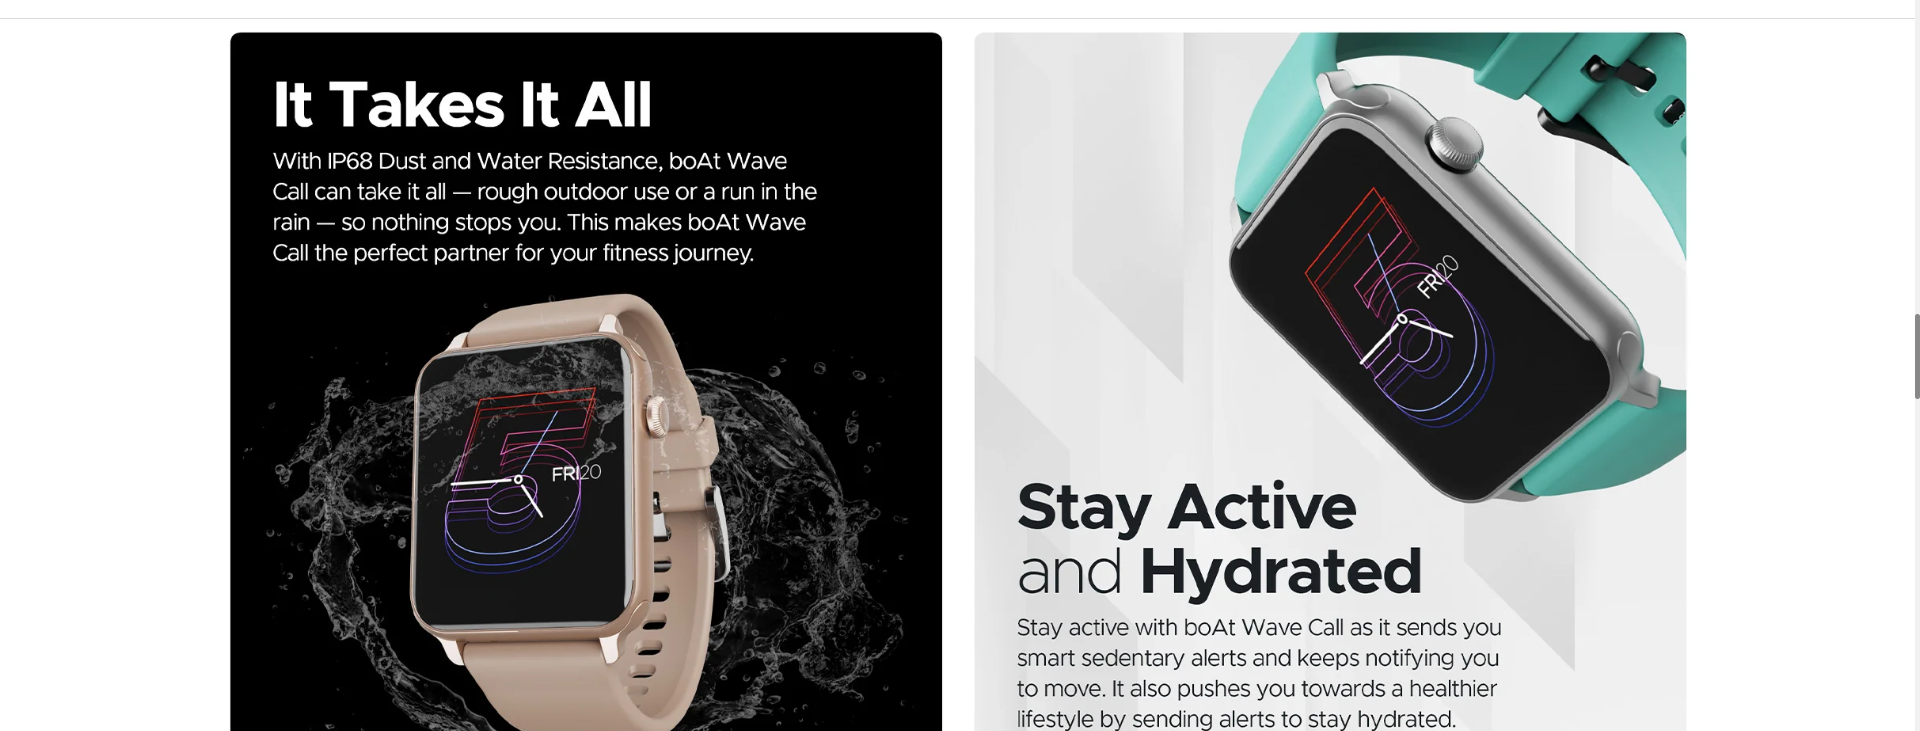 It Takes It All
With IP68 Dust and Water Resistance, boAt Wave
Call can take it all — rough outdoor use or a run in the
rain — so nothing stops you. This makes boAt Wave
Call the perfect partner for your fitness journey.
FRI20
FRI20
Stay Active
and Hydrated
Stay active with boAt Wave Call as it sends you
smart sedentary alerts and keeps notifying you
to move. It also pushes you towards a healthier
lifestyle by sending alerts to stay hydrated.